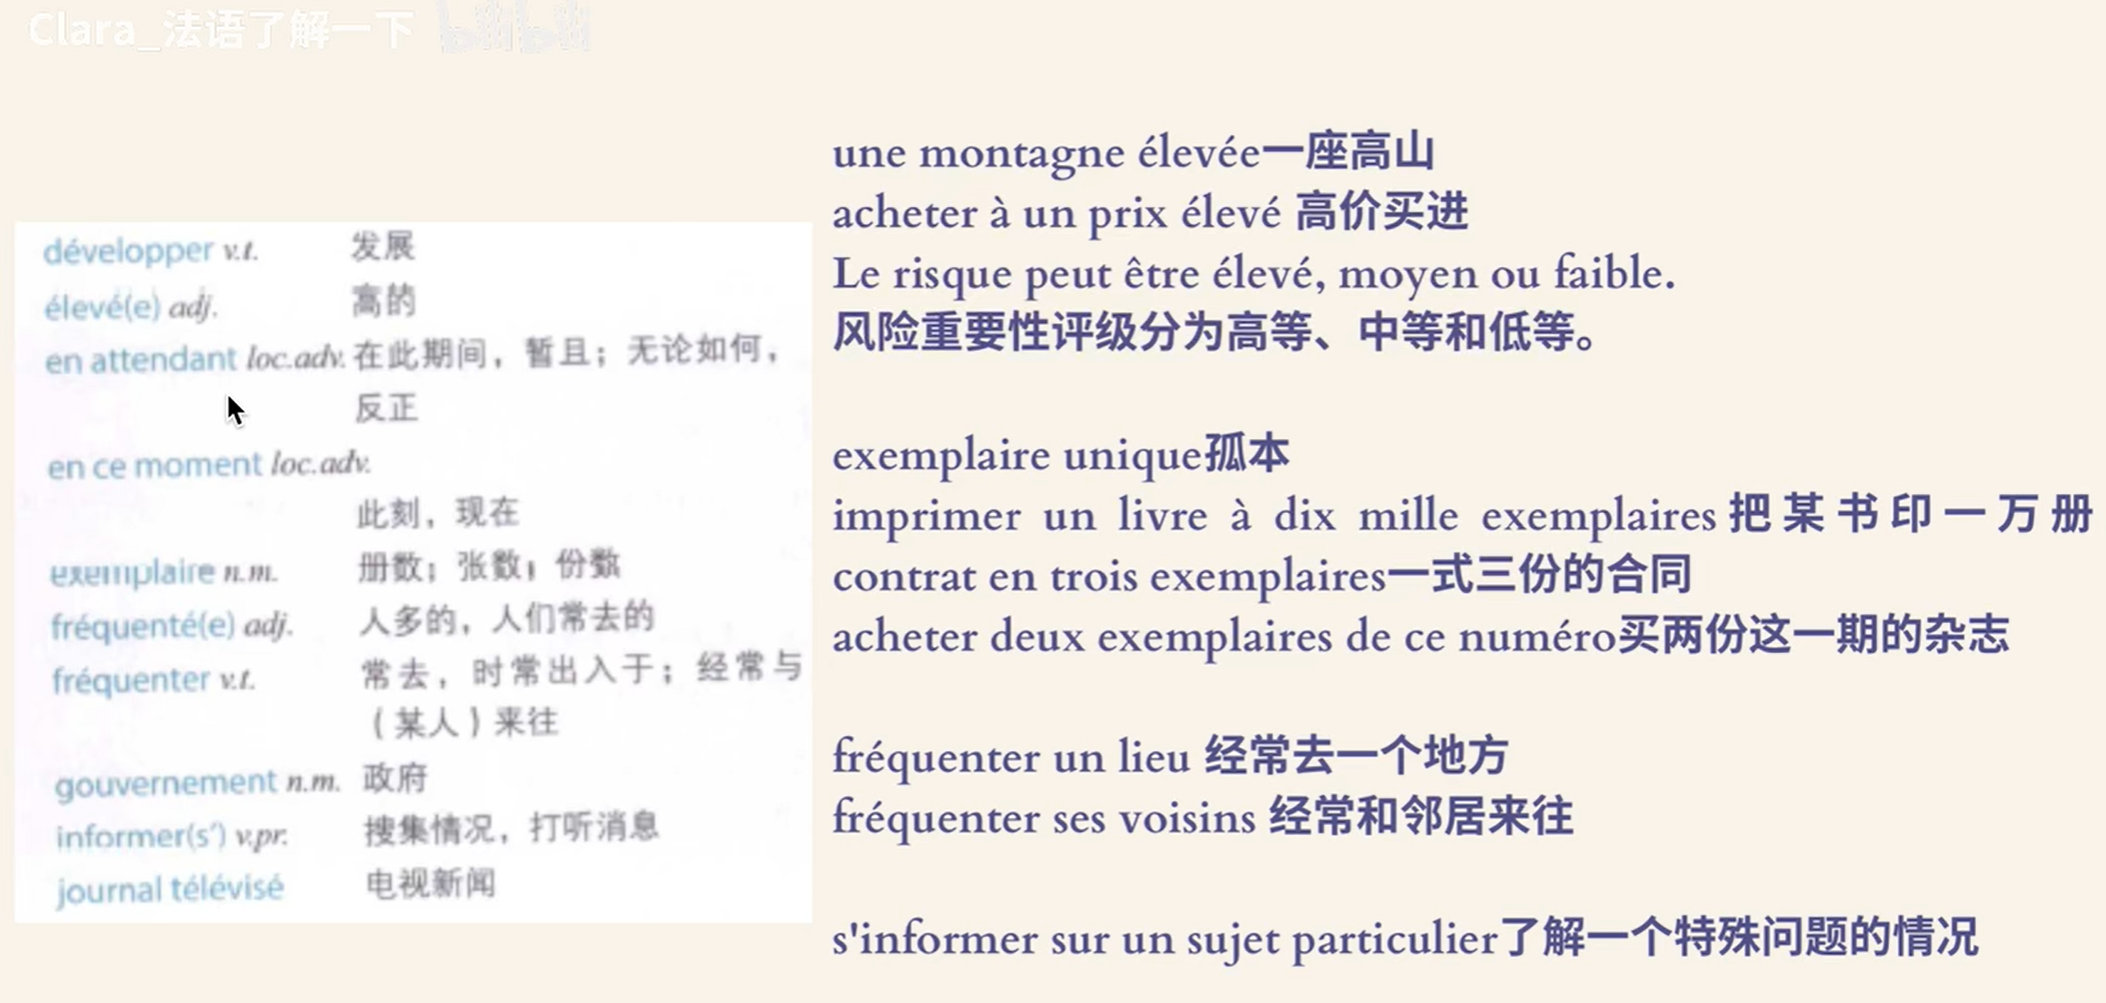 Clara_法语了解一下 bilibili
développer v.t. 发展
élevé(e) adj. 高的
en attendant loc.adv. 在此期间，暂且；无论如何，
反正
en ce moment loc.adv.
此刻，现在
exemplaire n.m. 册数；张数；份数
fréquenté(e) adj. 人多的，人们常去的
fréquenter v.t. 常去，时常出入于；经常与
（某人）来往
gouvernement n.m. 政府
informer(s') v.pr. 搜集情况，打听消息
journal télévisé 电视新闻
une montagne élevée一座高山
acheter à un prix élevé 高价买进
Le risque peut être élevé, moyen ou faible.
风险重要性评级分为高等、中等和低等。
exemplaire unique孤本
imprimer un livre à dix mille exemplaires 把某书印一万册
contrat en trois exemplaires一式三份的合同
acheter deux exemplaires de ce numéro买两份这一期的杂志
fréquenter un lieu 经常去一个地方
fréquenter ses voisins 经常和邻居来往
s'informer sur un sujet particulier了解一个特殊问题的情况